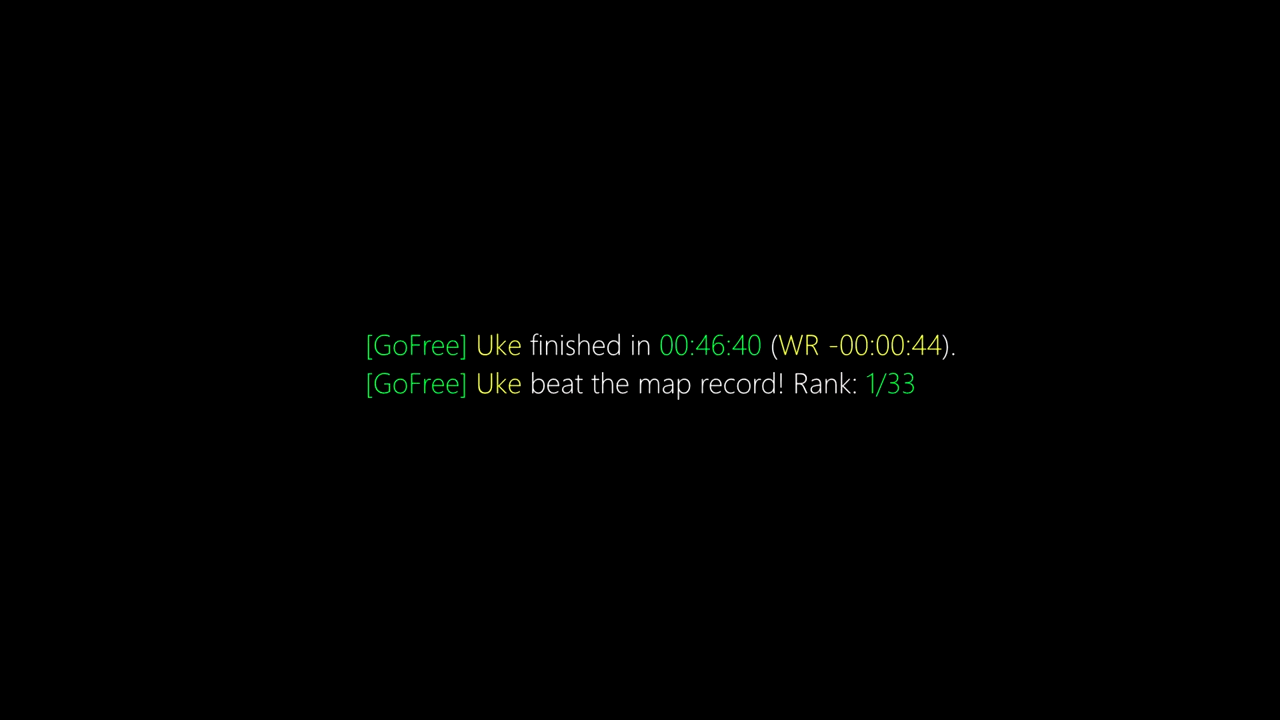 [GoFree] Uke finished in 00:46:40 (WR -00:00:44).
[GoFree] Uke beat the map record! Rank: 1/33